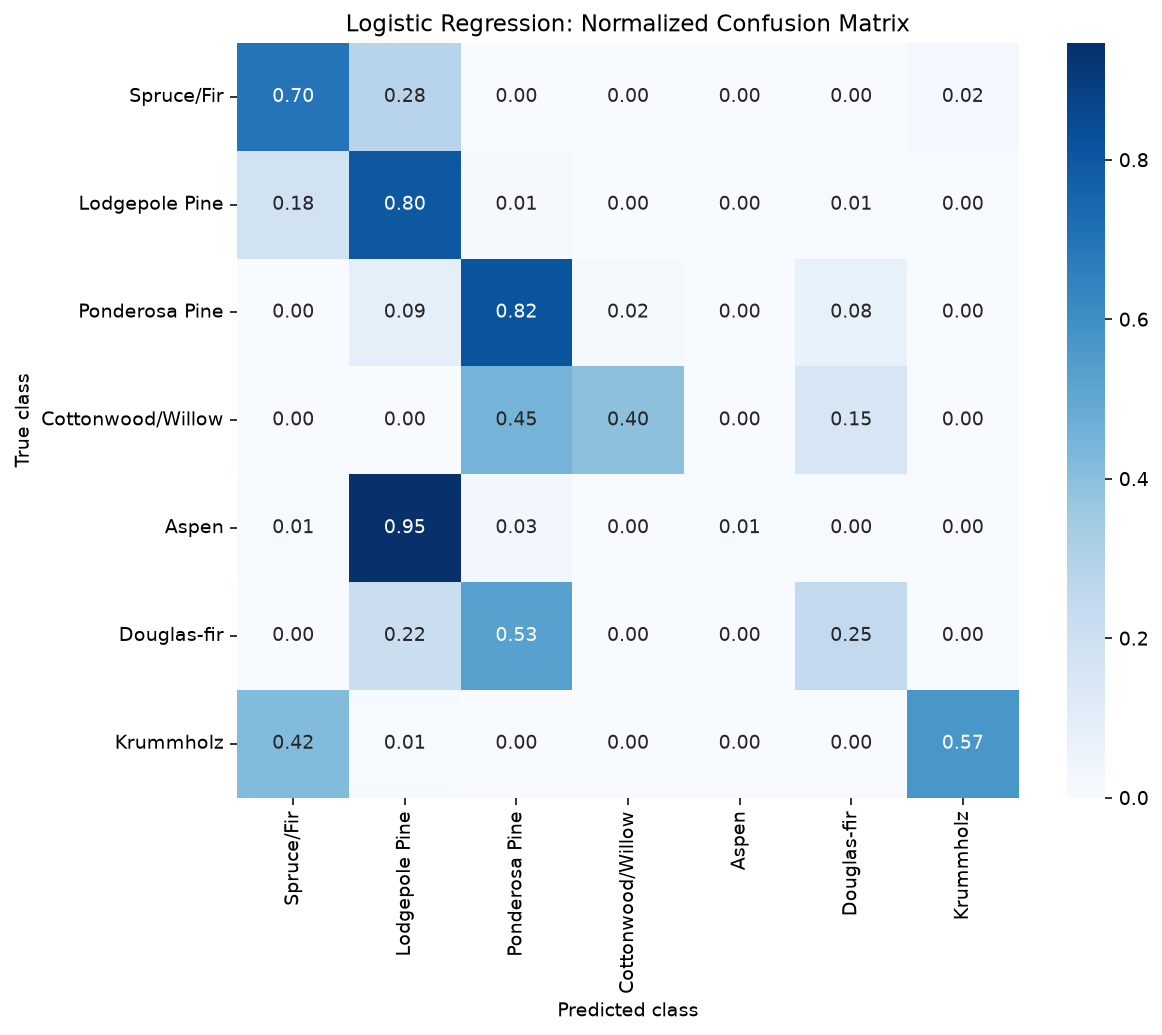 Logistic Regression: Normalized Confusion Matrix
True class
Spruce/Fir 0.70 0.28 0.00 0.00 0.00 0.00 0.02
Lodgepole Pine 0.18 0.80 0.01 0.00 0.00 0.01 0.00
Ponderosa Pine 0.00 0.09 0.82 0.02 0.00 0.08 0.00
Cottonwood/Willow 0.00 0.00 0.45 0.40 0.00 0.15 0.00
Aspen 0.01 0.95 0.03 0.00 0.01 0.00 0.00
Douglas-fir 0.00 0.22 0.53 0.00 0.00 0.25 0.00
Krummholz 0.42 0.01 0.00 0.00 0.00 0.00 0.57
Spruce/Fir
Lodgepole Pine
Ponderosa Pine
Cottonwood/Willow
Aspen
Douglas-fir
Krummholz
Predicted class
0.8
0.6
0.4
0.2
0.0